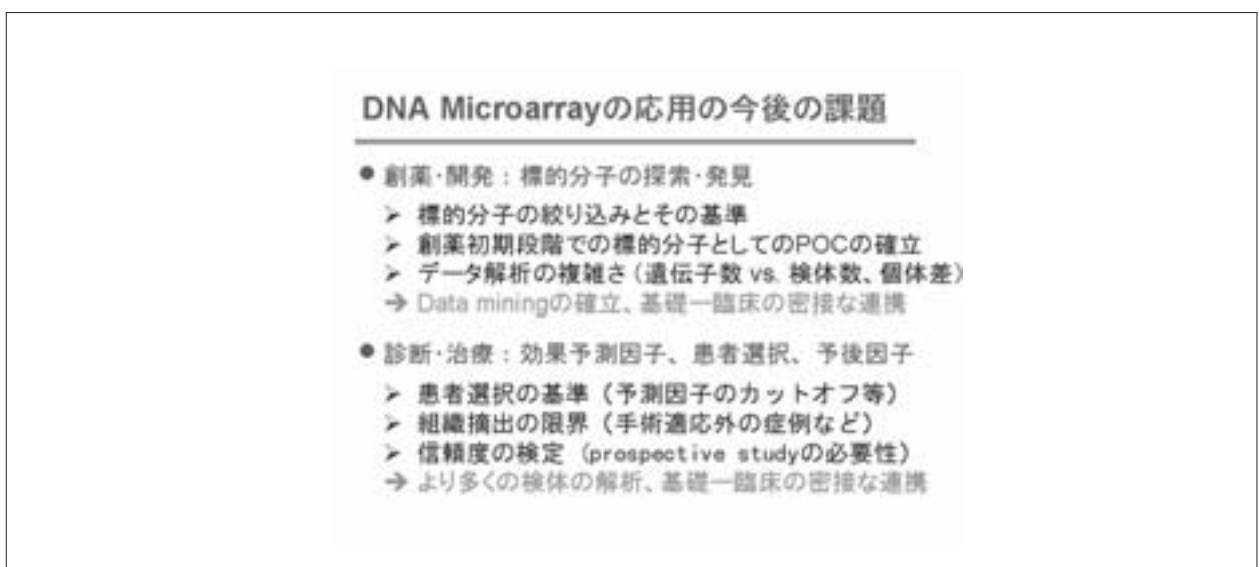 DNA Microarrayの応用の今後の課題
● 創薬・開発：標的分子の探索・発見
➢ 標的分子の絞り込みとその基準
➢ 創薬初期段階での標的分子としてのPOCの確立
➢ データ解析の複雑さ（遺伝子数 vs. 検体数、個体差）
→ Data miningの確立、基礎ー臨床の密接な連携
● 診断・治療：効果予測因子、患者選択、予後因子
➢ 患者選択の基準（予測因子のカットオフ等）
➢ 組織摘出の限界（手術適応外の症例など）
➢ 信頼度の検定（prospective studyの必要性）
→ より多くの検体の解析、基礎ー臨床の密接な連携